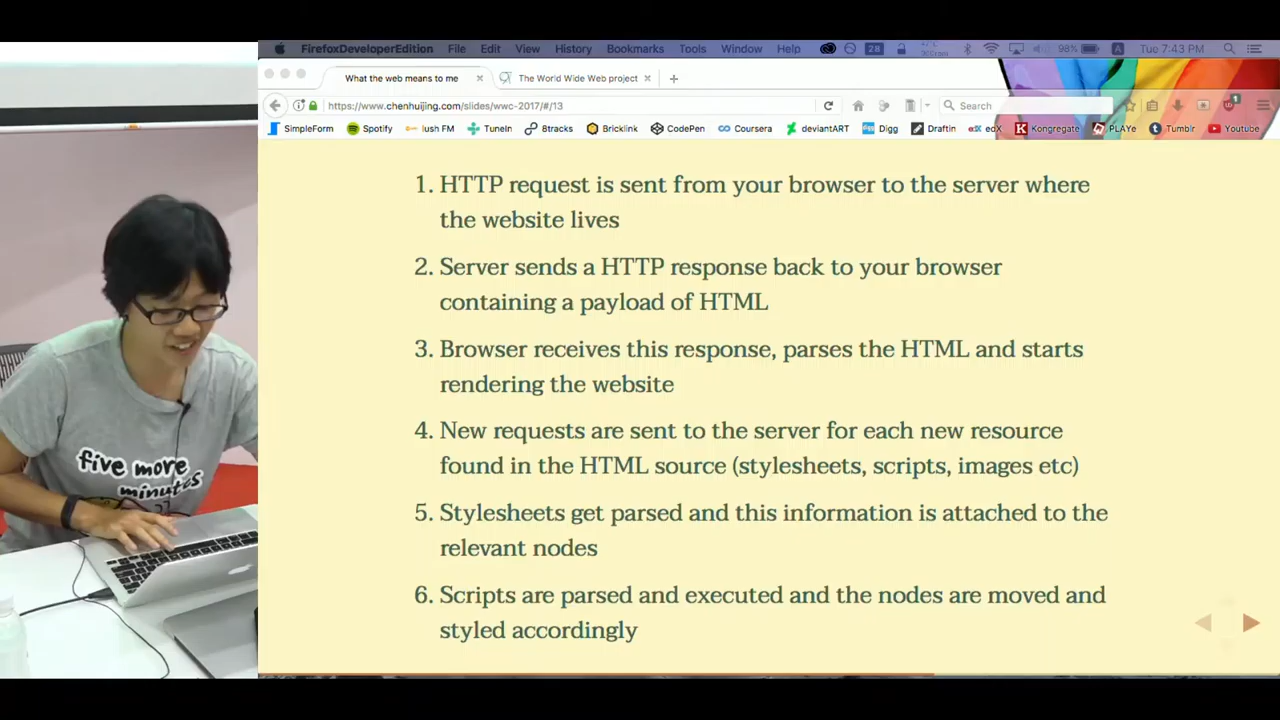 FirefoxDeveloperEdition File Edit View History Bookmarks Tools Window Help 28 98% Tue 7:43 PM
What the web means to me The World Wide Web project
https://www.chenhuijing.com/slides/wwc-2017/#/13 Search 1
SimpleForm Spotify lush FM TuneIn 8tracks Bricklink CodePen Coursera deviantART Digg Draftin edX Kongregate PLAYe Tumblr Youtube
1. HTTP request is sent from your browser to the server where
the website lives
2. Server sends a HTTP response back to your browser
containing a payload of HTML
3. Browser receives this response, parses the HTML and starts
rendering the website
4. New requests are sent to the server for each new resource
found in the HTML source (stylesheets, scripts, images etc)
5. Stylesheets get parsed and this information is attached to the
relevant nodes
6. Scripts are parsed and executed and the nodes are moved and
styled accordingly
five more
minutes